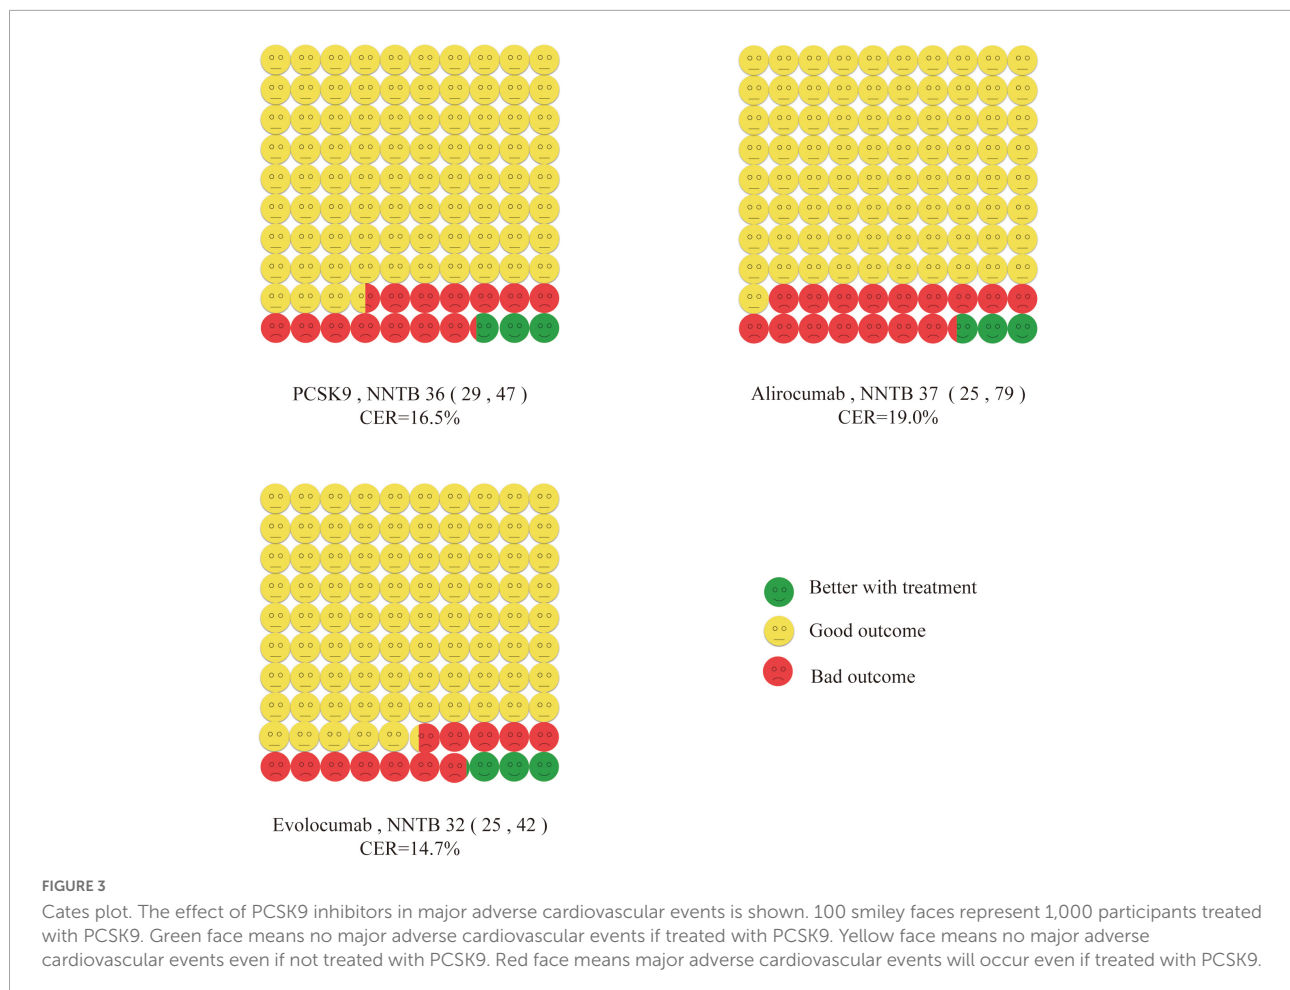 PCSK9 , NNTB 36 ( 29 , 47 )
CER=16.5%
Alirocumab , NNTB 37 ( 25 , 79 )
CER=19.0%
Evolocumab , NNTB 32 ( 25 , 42 )
CER=14.7%
Better with treatment
Good outcome
Bad outcome
FIGURE 3
Cates plot. The effect of PCSK9 inhibitors in major adverse cardiovascular events is shown. 100 smiley faces represent 1,000 participants treated
with PCSK9. Green face means no major adverse cardiovascular events if treated with PCSK9. Yellow face means no major adverse
cardiovascular events even if not treated with PCSK9. Red face means major adverse cardiovascular events will occur even if treated with PCSK9.